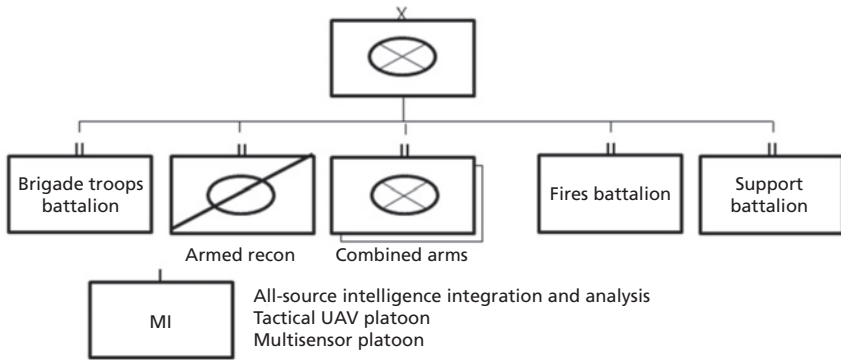 X
II II II II II
Brigade troops
battalion
Fires battalion
Support
battalion
Armed recon
Combined arms
I
MI
All-source intelligence integration and analysis
Tactical UAV platoon
Multisensor platoon